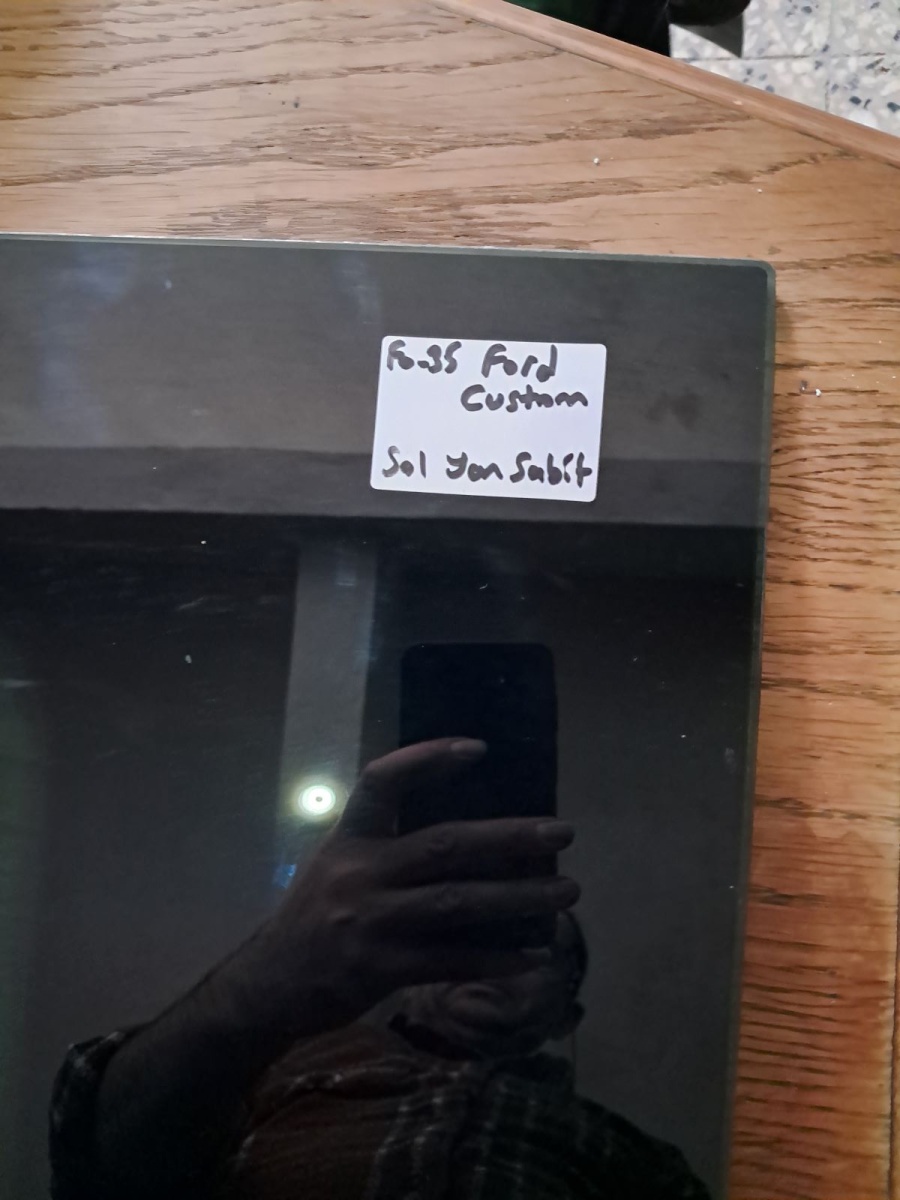 Fo-35 Ford
Custom
Sol yan Sabit